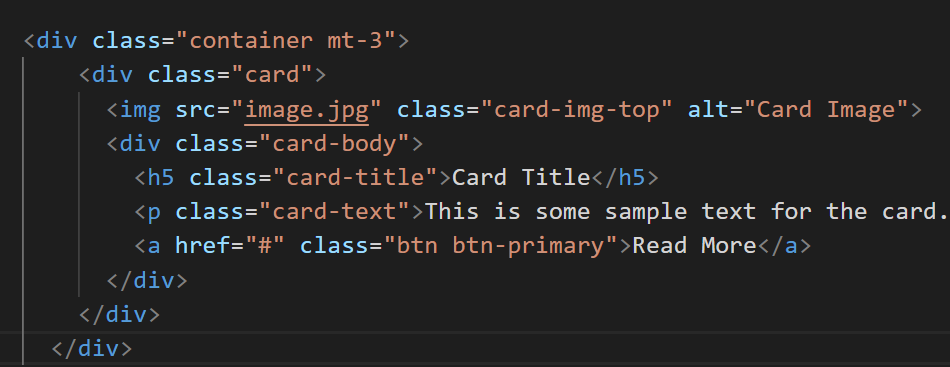 <div class="container mt-3">
<div class="card">
<img src="image.jpg" class="card-img-top" alt="Card Image">
<div class="card-body">
<h5 class="card-title">Card Title</h5>
<p class="card-text">This is some sample text for the card.
<a href="#" class="btn btn-primary">Read More</a>
</div>
</div>
</div>